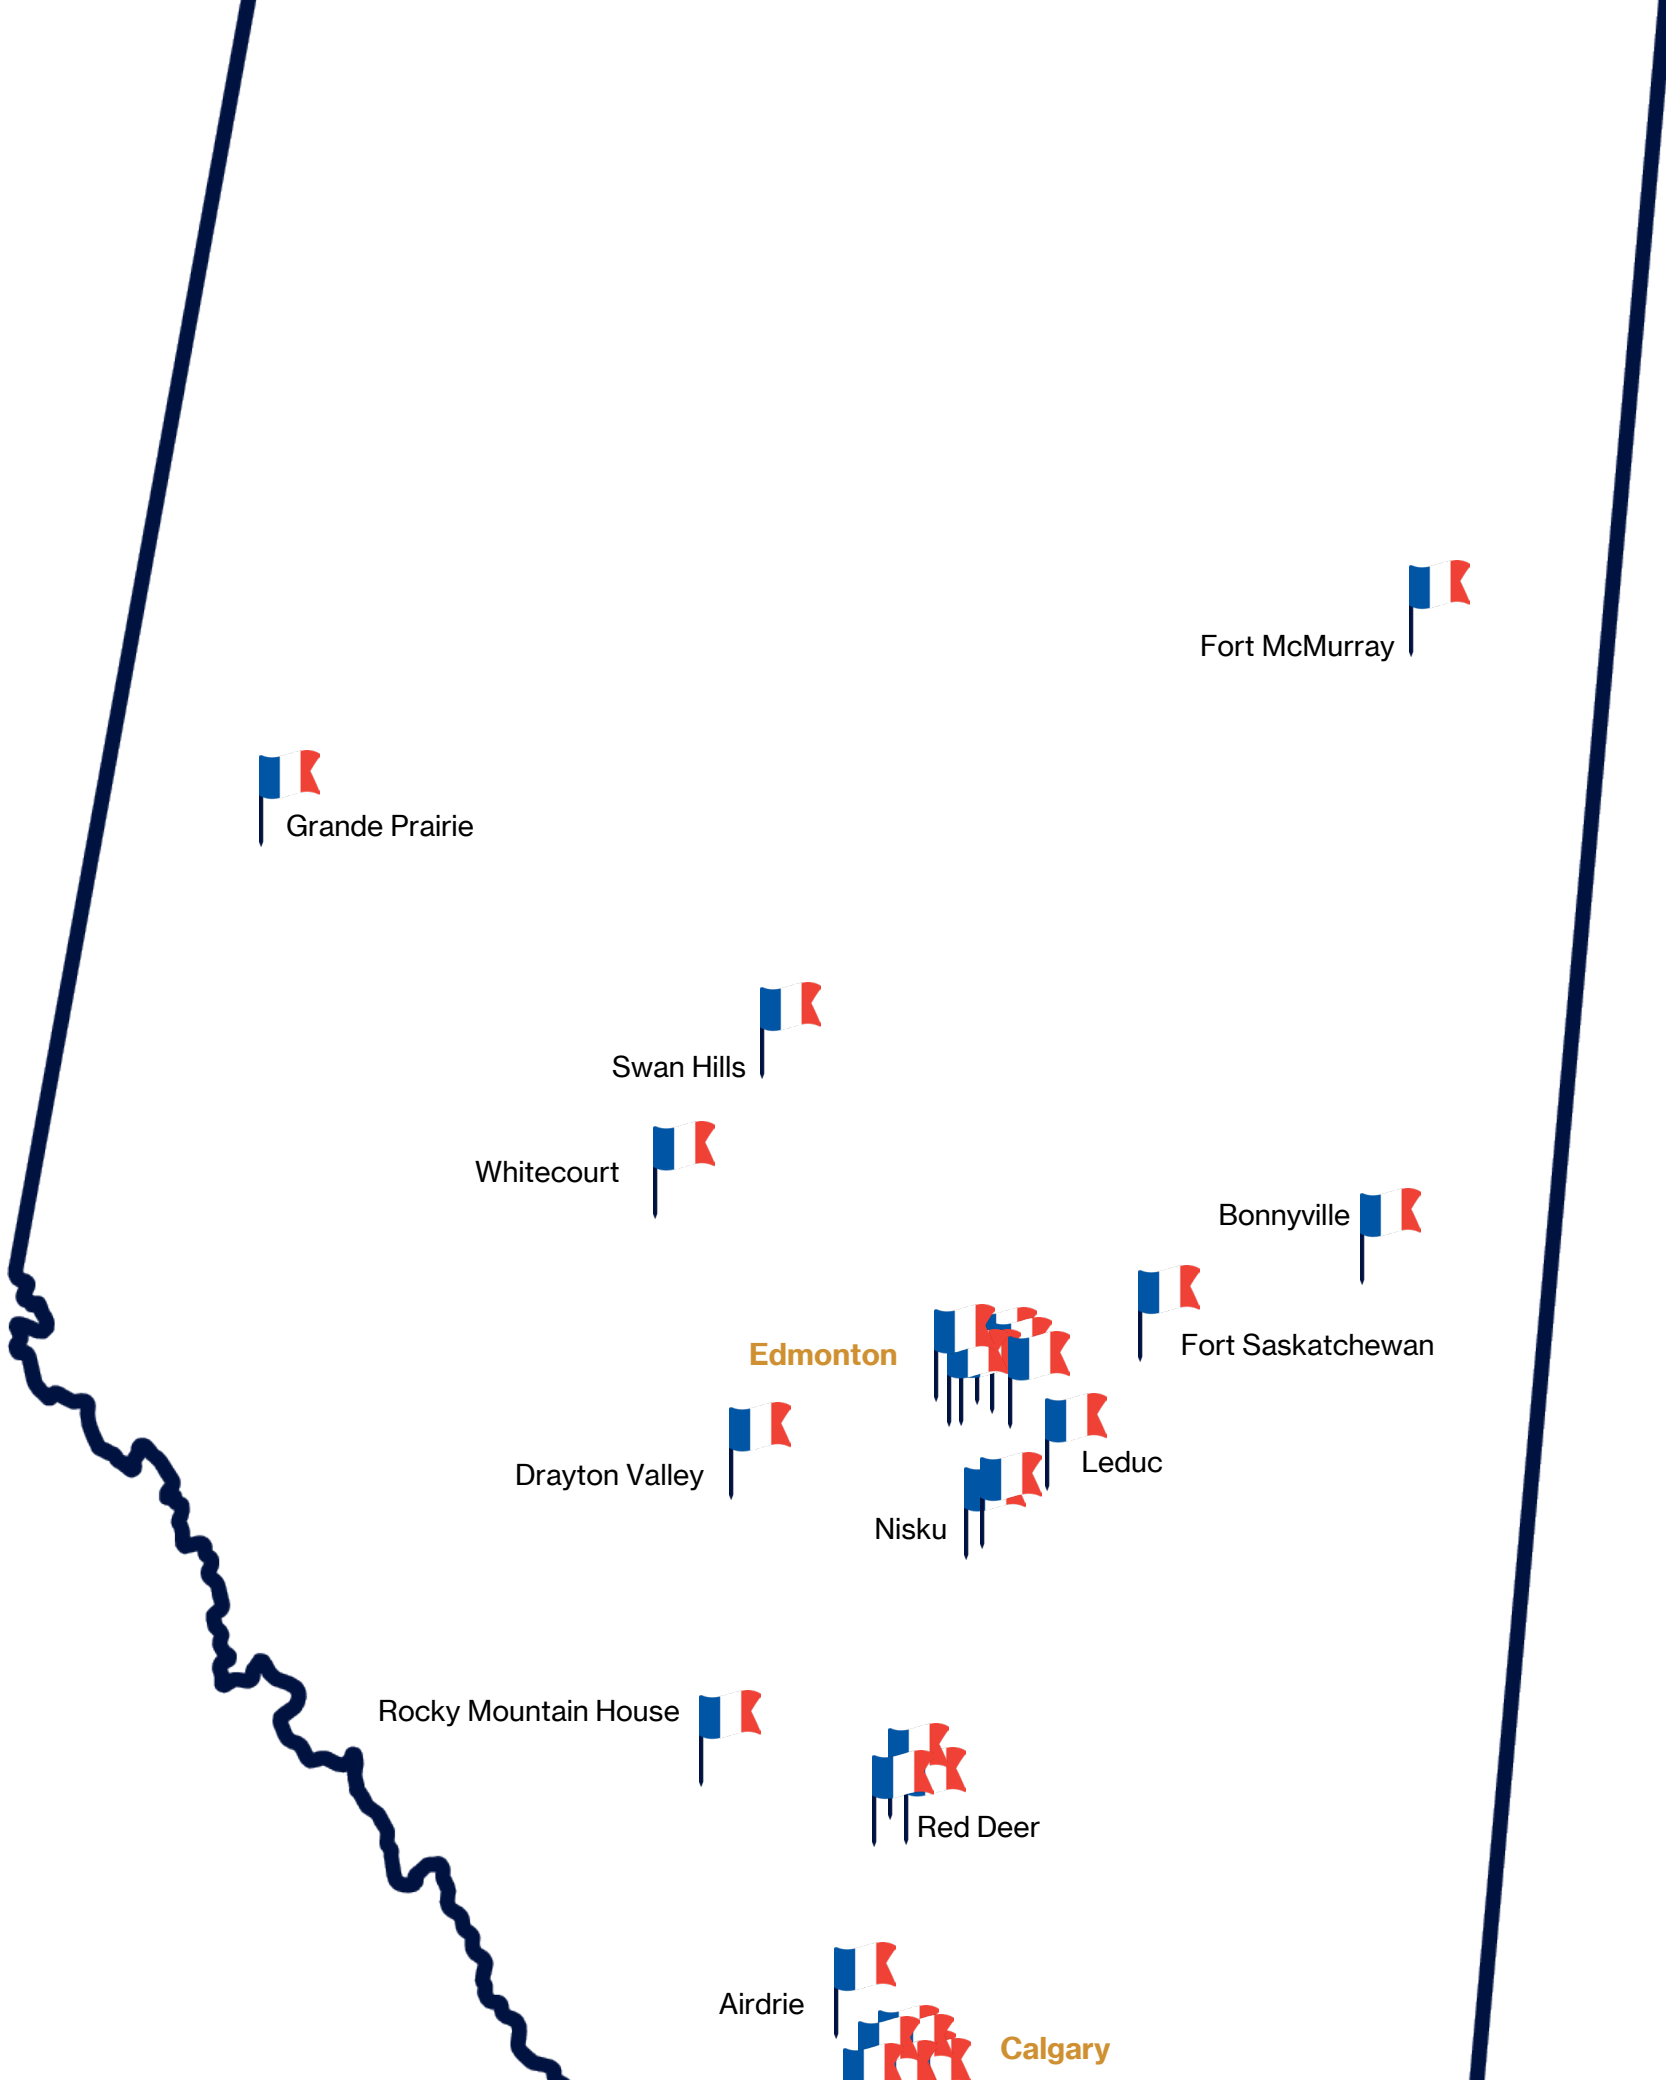 Fort McMurray
Grande Prairie
Swan Hills
Whitecourt
Bonnyville
Fort Saskatchewan
Edmonton
Leduc
Drayton Valley
Nisku
Rocky Mountain House
Red Deer
Airdrie
Calgary